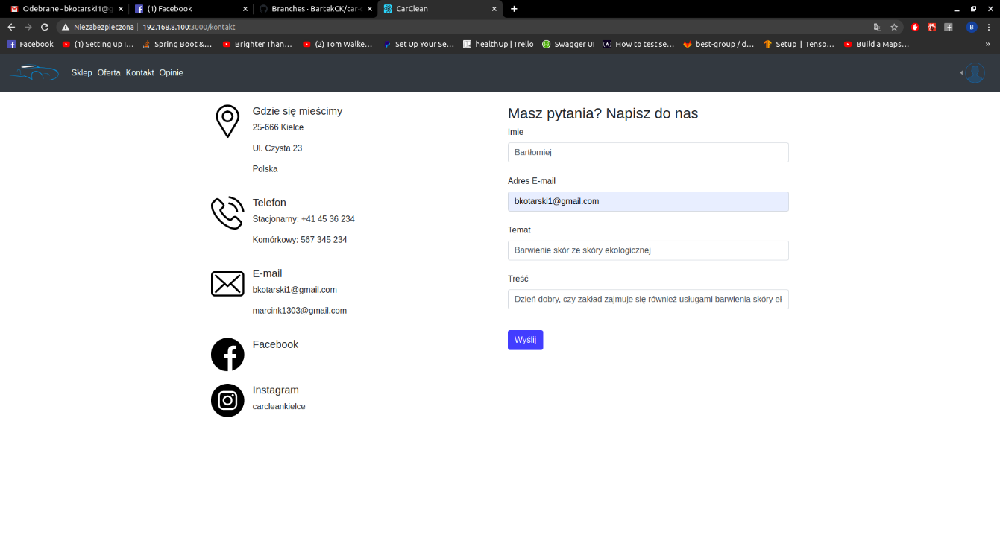 Odebrane - bkotarski1@g
(1) Facebook
Branches · BartekCK/car-c
CarClean
Niezabezpieczona
192.168.8.100:3000/kontakt
B
Facebook
(1) Setting up I…
Spring Boot &…
Brighter Than…
(2) Tom Walke…
Set Up Your Se…
healthUp | Trello
Swagger UI
How to test se…
best-group / d…
Setup | Tenso…
Build a Maps…
»
Sklep Oferta Kontakt Opinie
Gdzie się mieścimy
25-666 Kielce
Ul. Czysta 23
Polska
Telefon
Stacjonarny: +41 45 36 234
Komórkowy: 567 345 234
E-mail
bkotarski1@gmail.com
marcink1303@gmail.com
Facebook
Instagram
carcleankielce
Masz pytania? Napisz do nas
Imie
Bartłomiej
Adres E-mail
bkotarski1@gmail.com
Temat
Barwienie skór ze skóry ekologicznej
Treść
Dzień dobry, czy zakład zajmuje się również usługami barwienia skóry ek
Wyślij